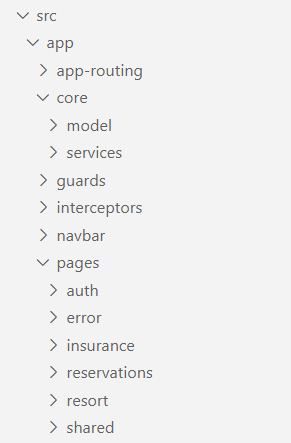 src
app
app-routing
core
model
services
guards
interceptors
navbar
pages
auth
error
insurance
reservations
resort
shared